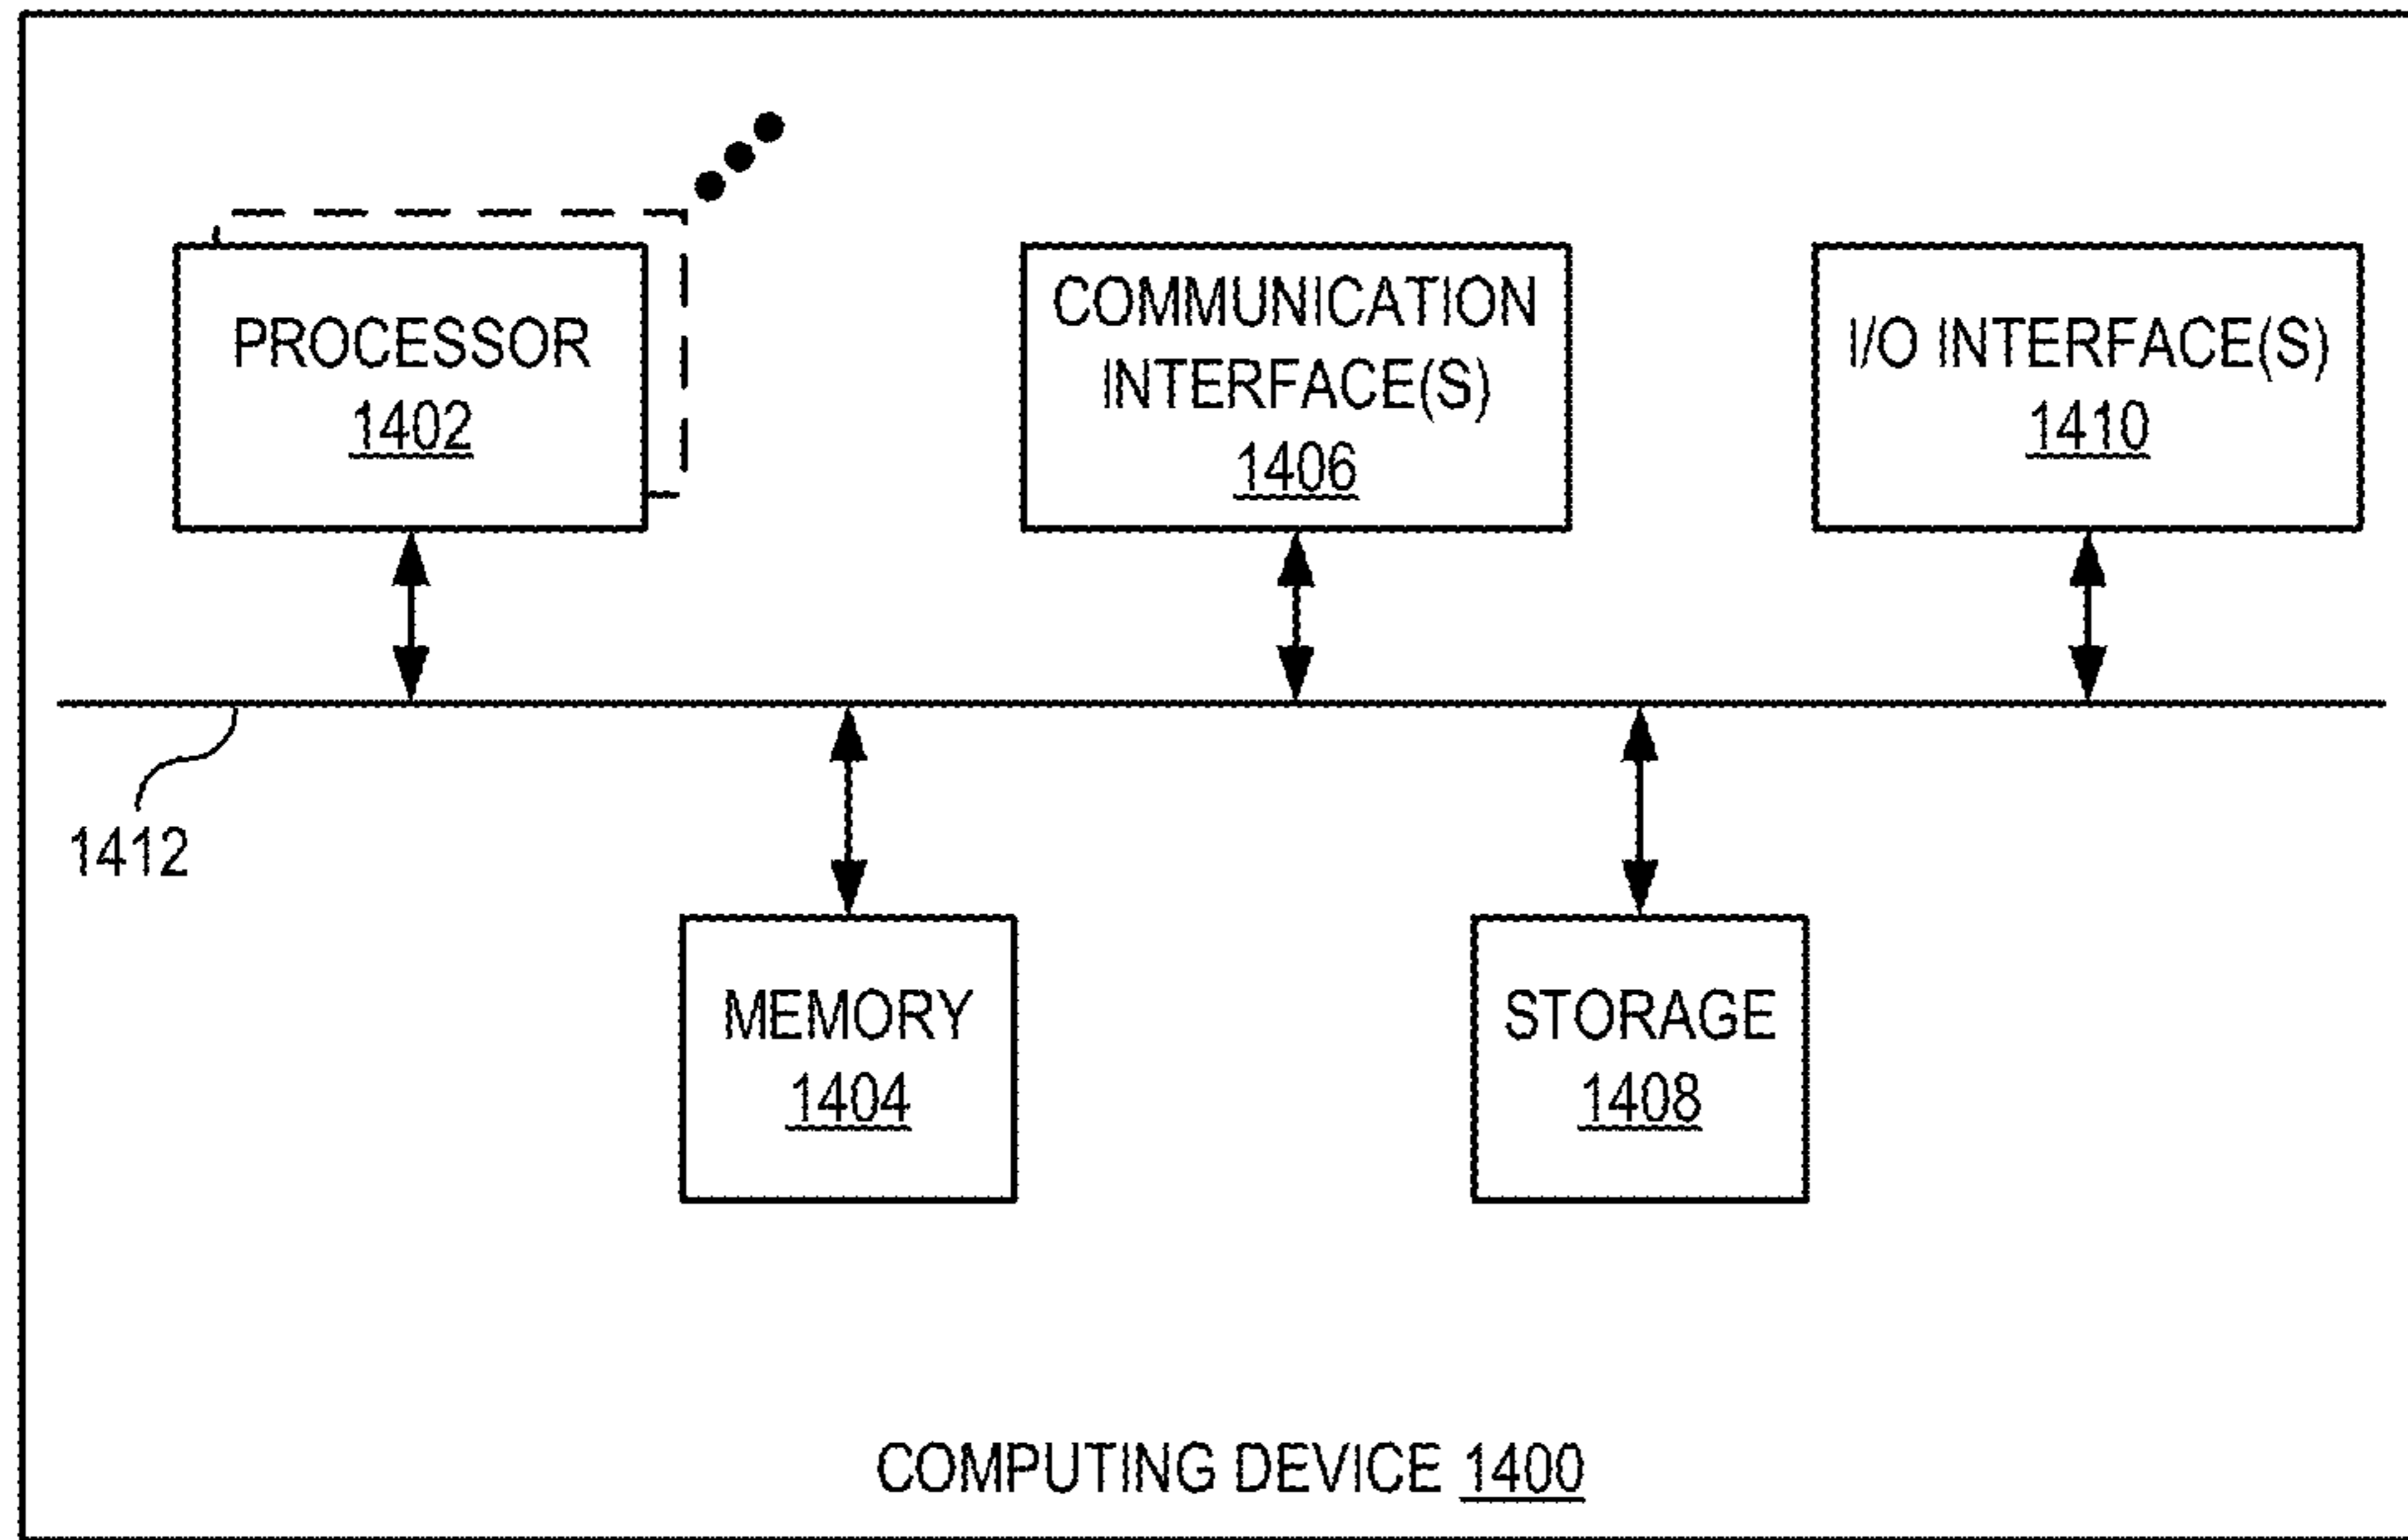 PROCESSOR
1402
COMMUNICATION
INTERFACE(S)
1406
I/O INTERFACE(S)
1410
1412
MEMORY
1404
STORAGE
1408
COMPUTING DEVICE 1400